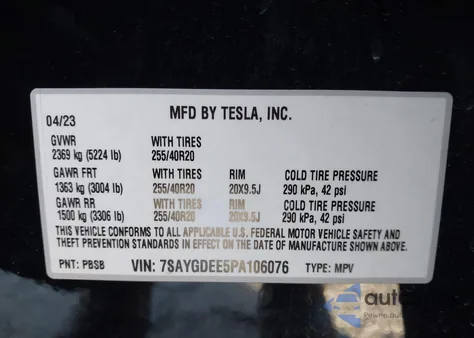 04/23 MFD BY TESLA, INC.
GVWR WITH TIRES
2369 kg (5224 lb) 255/40R20
GAWR FRT WITH TIRES RIM COLD TIRE PRESSURE
1363 kg (3004 lb) 255/40R20 20X9.5J 290 kPa, 42 psi
GAWR RR WITH TIRES RIM COLD TIRE PRESSURE
1500 kg (3306 lb) 255/40R20 20X9.5J 290 kPa, 42 psi
THIS VEHICLE CONFORMS TO ALL APPLICABLE U.S. FEDERAL MOTOR VEHICLE SAFETY AND
THEFT PREVENTION STANDARDS IN EFFECT ON THE DATE OF MANUFACTURE SHOWN ABOVE.
PNT: PBSB VIN: 7SAYGDEE5PA106076 TYPE: MPV